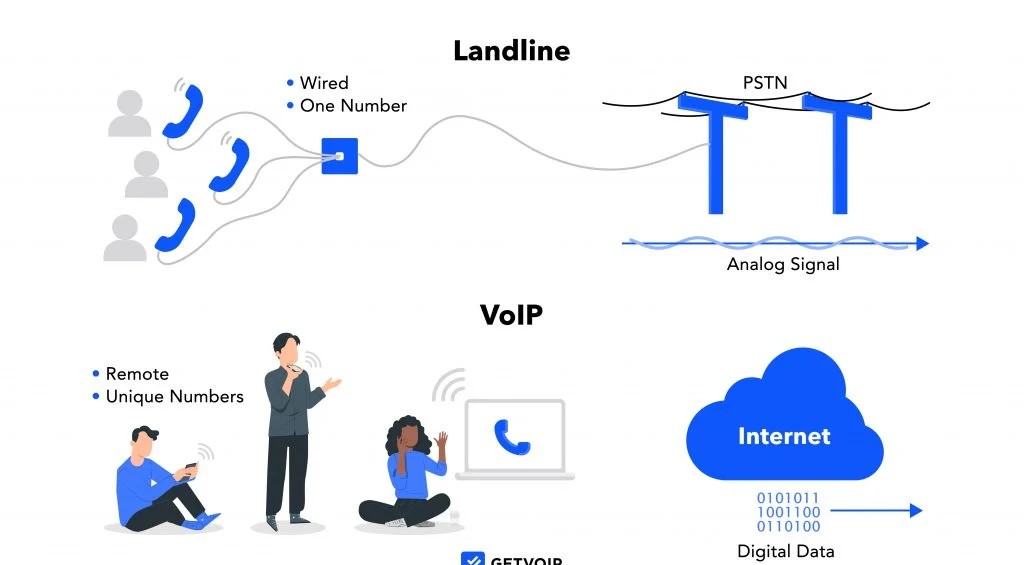 Landline
Wired
One Number
PSTN
Analog Signal
VoIP
Remote
Unique Numbers
Internet
0101011
1001100
0110100
Digital Data
GETVOIP